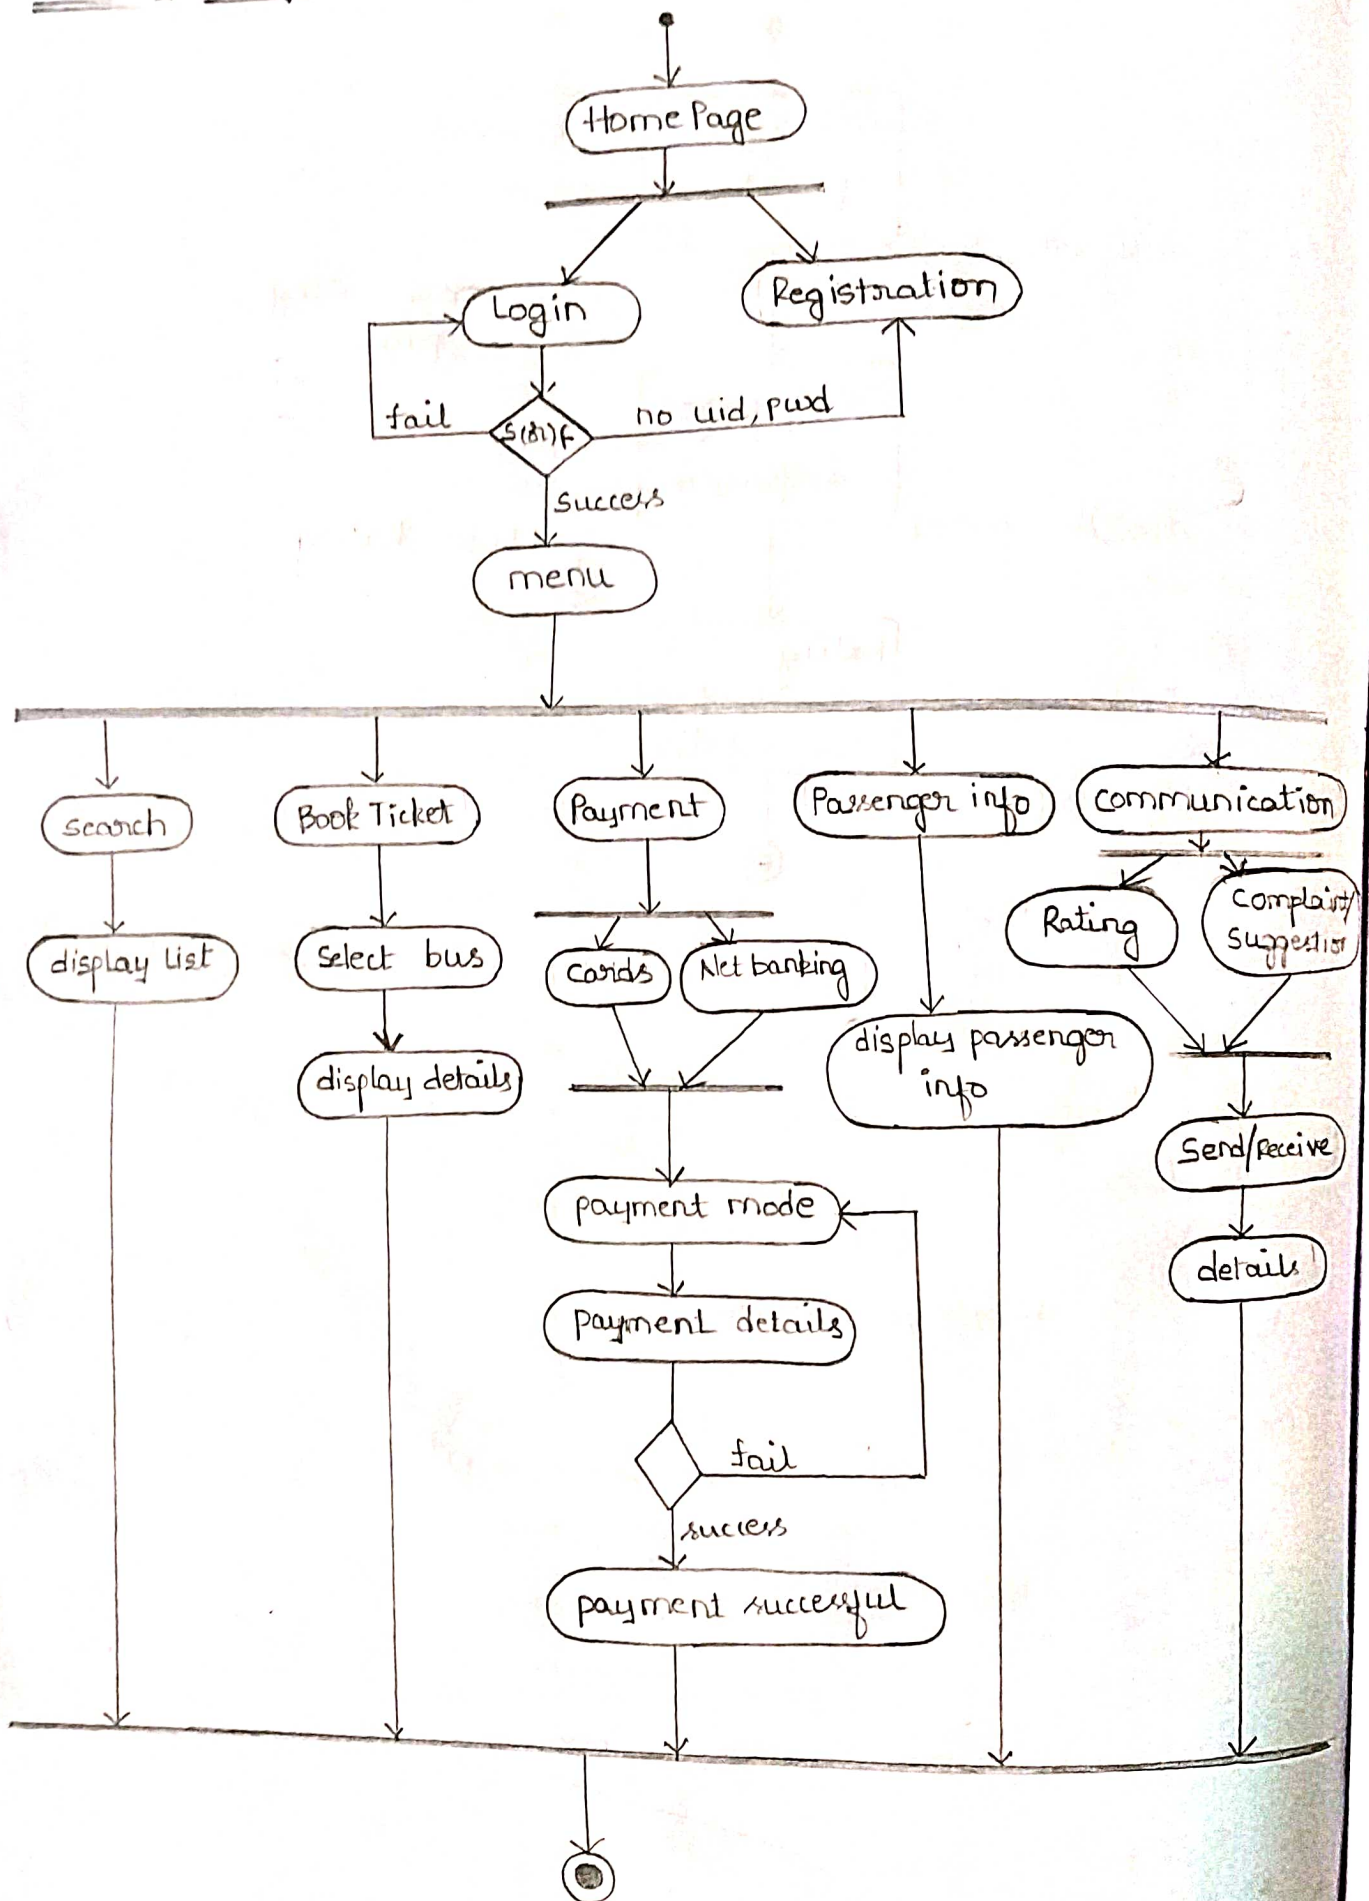 Home Page
Login
Registration
fail
S(or)f
no uid, pwd
Success
menu
Search
Book Ticket
Payment
Passenger info
Communication
display List
Select bus
display details
Cards
Net banking
display passenger
info
Rating
Complaint/
Suggestion
Send/Receive
details
payment mode
payment details
fail
success
payment successful